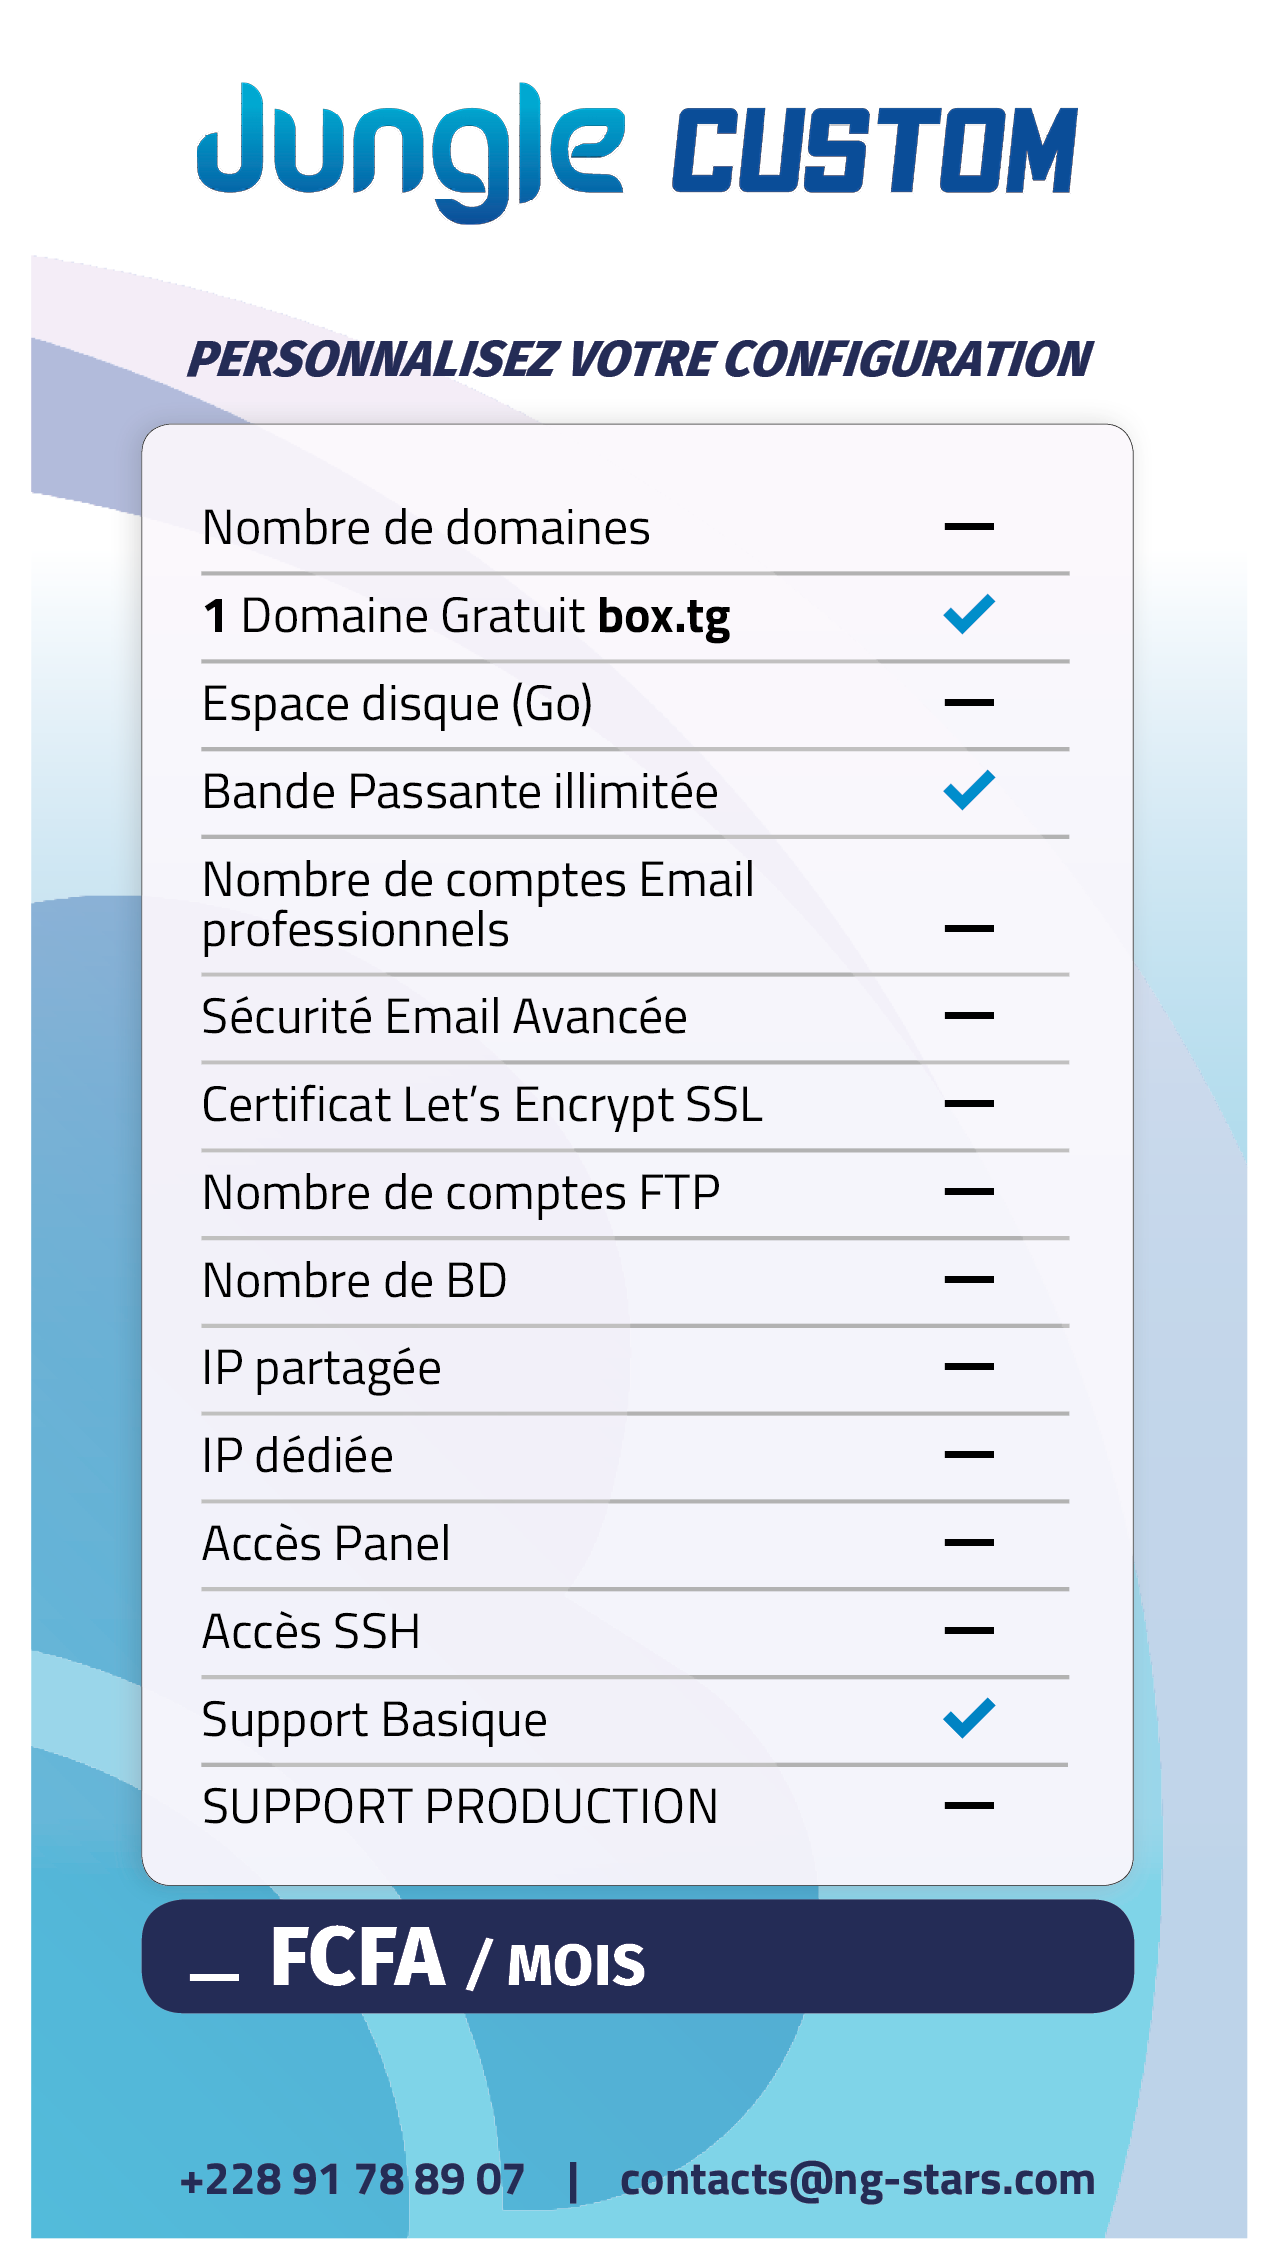 Jungle CUSTOM
PERSONNALISEZ VOTRE CONFIGURATION
Nombre de domaines —
1 Domaine Gratuit box.tg ✓
Espace disque (Go) —
Bande Passante illimitée ✓
Nombre de comptes Email
professionnels —
Sécurité Email Avancée —
Certificat Let’s Encrypt SSL —
Nombre de comptes FTP —
Nombre de BD —
IP partagée —
IP dédiée —
Accès Panel —
Accès SSH —
Support Basique ✓
SUPPORT PRODUCTION —
_ FCFA / MOIS
+228 91 78 89 07 | contacts@ng-stars.com